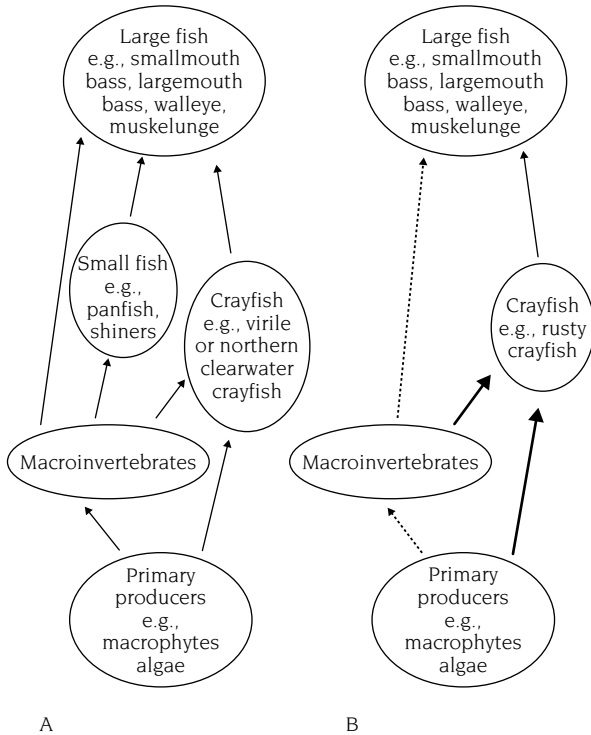 Large fish
e.g., smallmouth
bass, largemouth
bass, walleye,
muskelunge
Small fish
e.g.,
panfish,
shiners
Crayfish
e.g., virile
or northern
clearwater
crayfish
Macroinvertebrates
Primary
producers
e.g.,
macrophytes
algae
A
Large fish
e.g., smallmouth
bass, largemouth
bass, walleye,
muskelunge
Crayfish
e.g., rusty
crayfish
Macroinvertebrates
Primary
producers
e.g.,
macrophytes
algae
B